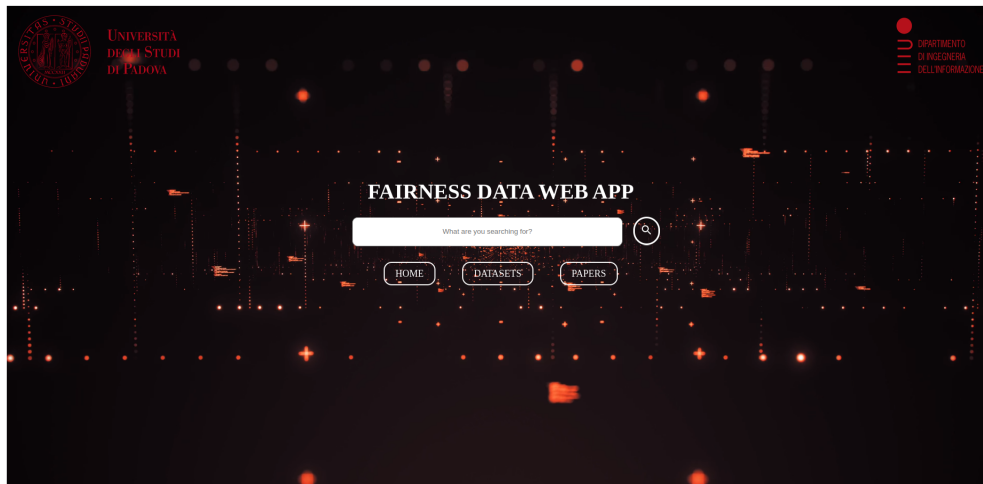 UNIVERSITÀ
DEGLI STUDI
DI PADOVA
DIPARTIMENTO
DI INGEGNERIA
DELL'INFORMAZIONE
FAIRNESS DATA WEB APP
What are you searching for?
HOME
DATASETS
PAPERS